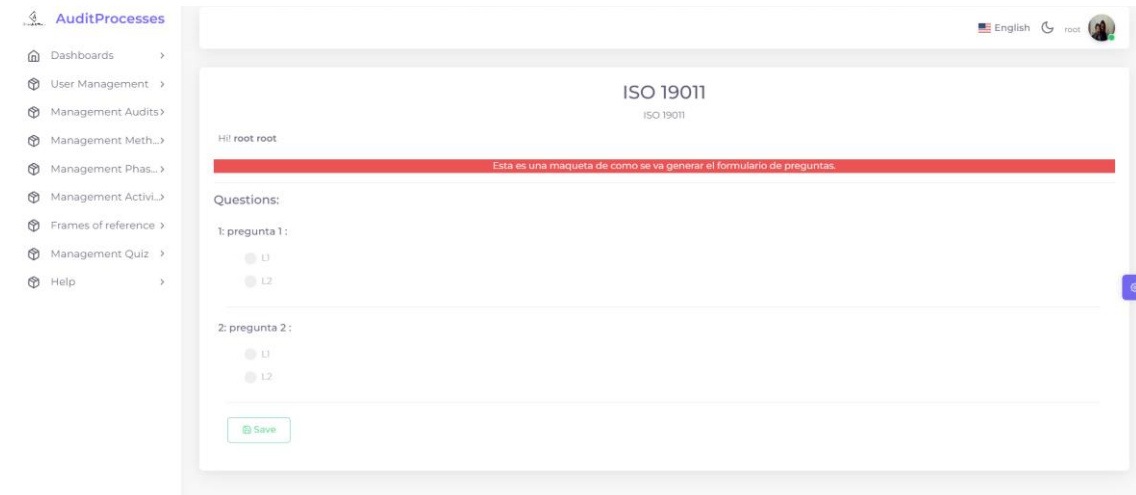 AuditProcesses
Dashboards
User Management
Management Audits
Management Meth...
Management Phas...
Management Activi...
Frames of reference
Management Quiz
Help
English
root
ISO 19011
ISO 19011
Hi! root root
Esta es una maqueta de como se va generar el formulario de preguntas.
Questions:
1: pregunta 1 :
L1
L2
2: pregunta 2 :
L1
L2
Save